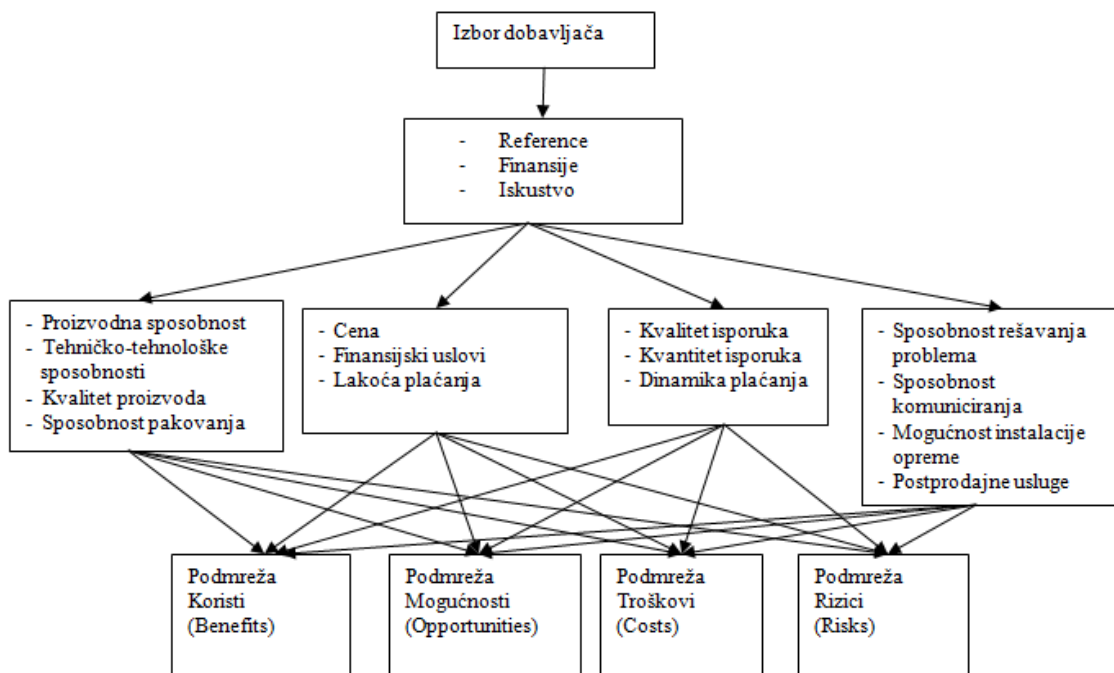 Izbor dobavljača
- Reference
- Finansije
- Iskustvo
- Proizvodna sposobnost
- Tehničko-tehnološke
sposobnosti
- Kvalitet proizvoda
- Sposobnost pakovanja
- Cena
- Finansijski uslovi
- Lakoća plaćanja
- Kvalitet isporuka
- Kvantitet isporuka
- Dinamika plaćanja
- Sposobnost rešavanja
problema
- Sposobnost
komuniciranja
- Mogućnost instalacije
opreme
- Postprodajne usluge
Podmreža
Koristi
(Benefits)
Podmreža
Mogućnosti
(Opportunities)
Podmreža
Troškovi
(Costs)
Podmreža
Rizici
(Risks)